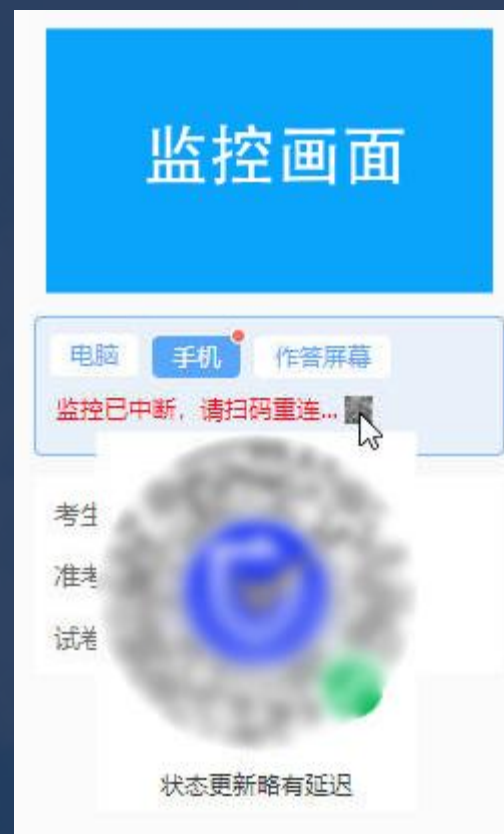 监控画面
电脑 手机 作答屏幕
监控已中断，请扫码重连...
考生
准考
试卷
状态更新略有延迟